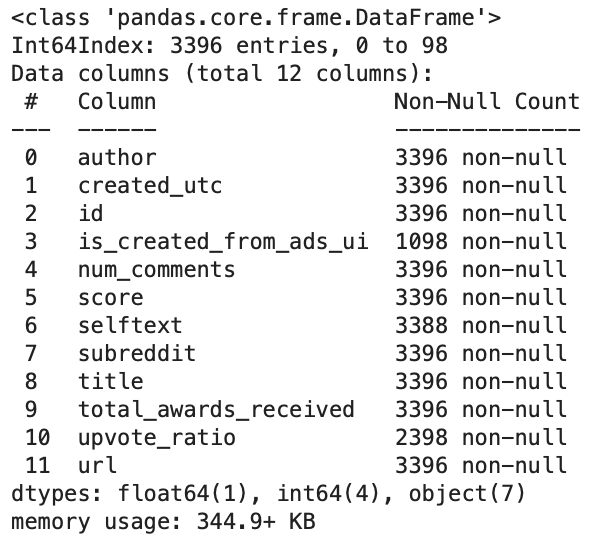 <class 'pandas.core.frame.DataFrame'>
Int64Index: 3396 entries, 0 to 98
Data columns (total 12 columns):
 #   Column                  Non-Null Count
---  ------                  --------------
 0   author                  3396 non-null
 1   created_utc             3396 non-null
 2   id                      3396 non-null
 3   is_created_from_ads_ui  1098 non-null
 4   num_comments            3396 non-null
 5   score                   3396 non-null
 6   selftext                3388 non-null
 7   subreddit               3396 non-null
 8   title                   3396 non-null
 9   total_awards_received   3396 non-null
 10  upvote_ratio            2398 non-null
 11  url                     3396 non-null
dtypes: float64(1), int64(4), object(7)
memory usage: 344.9+ KB